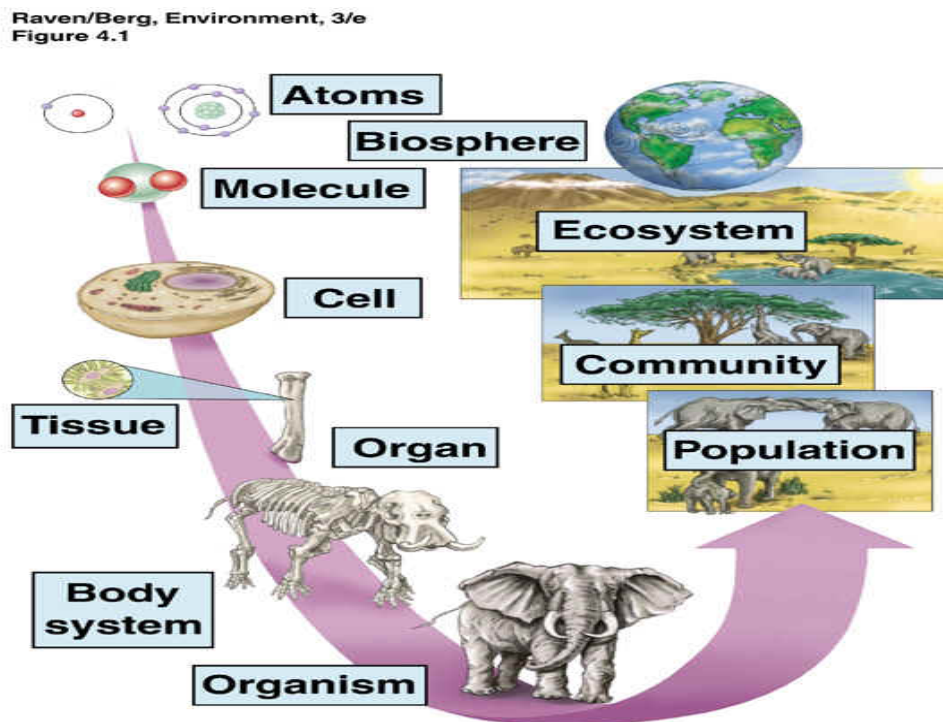 Raven/Berg, Environment, 3/e
Figure 4.1
Atoms
Biosphere
Molecule
Ecosystem
Cell
Community
Tissue
Organ
Population
Body
system
Organism